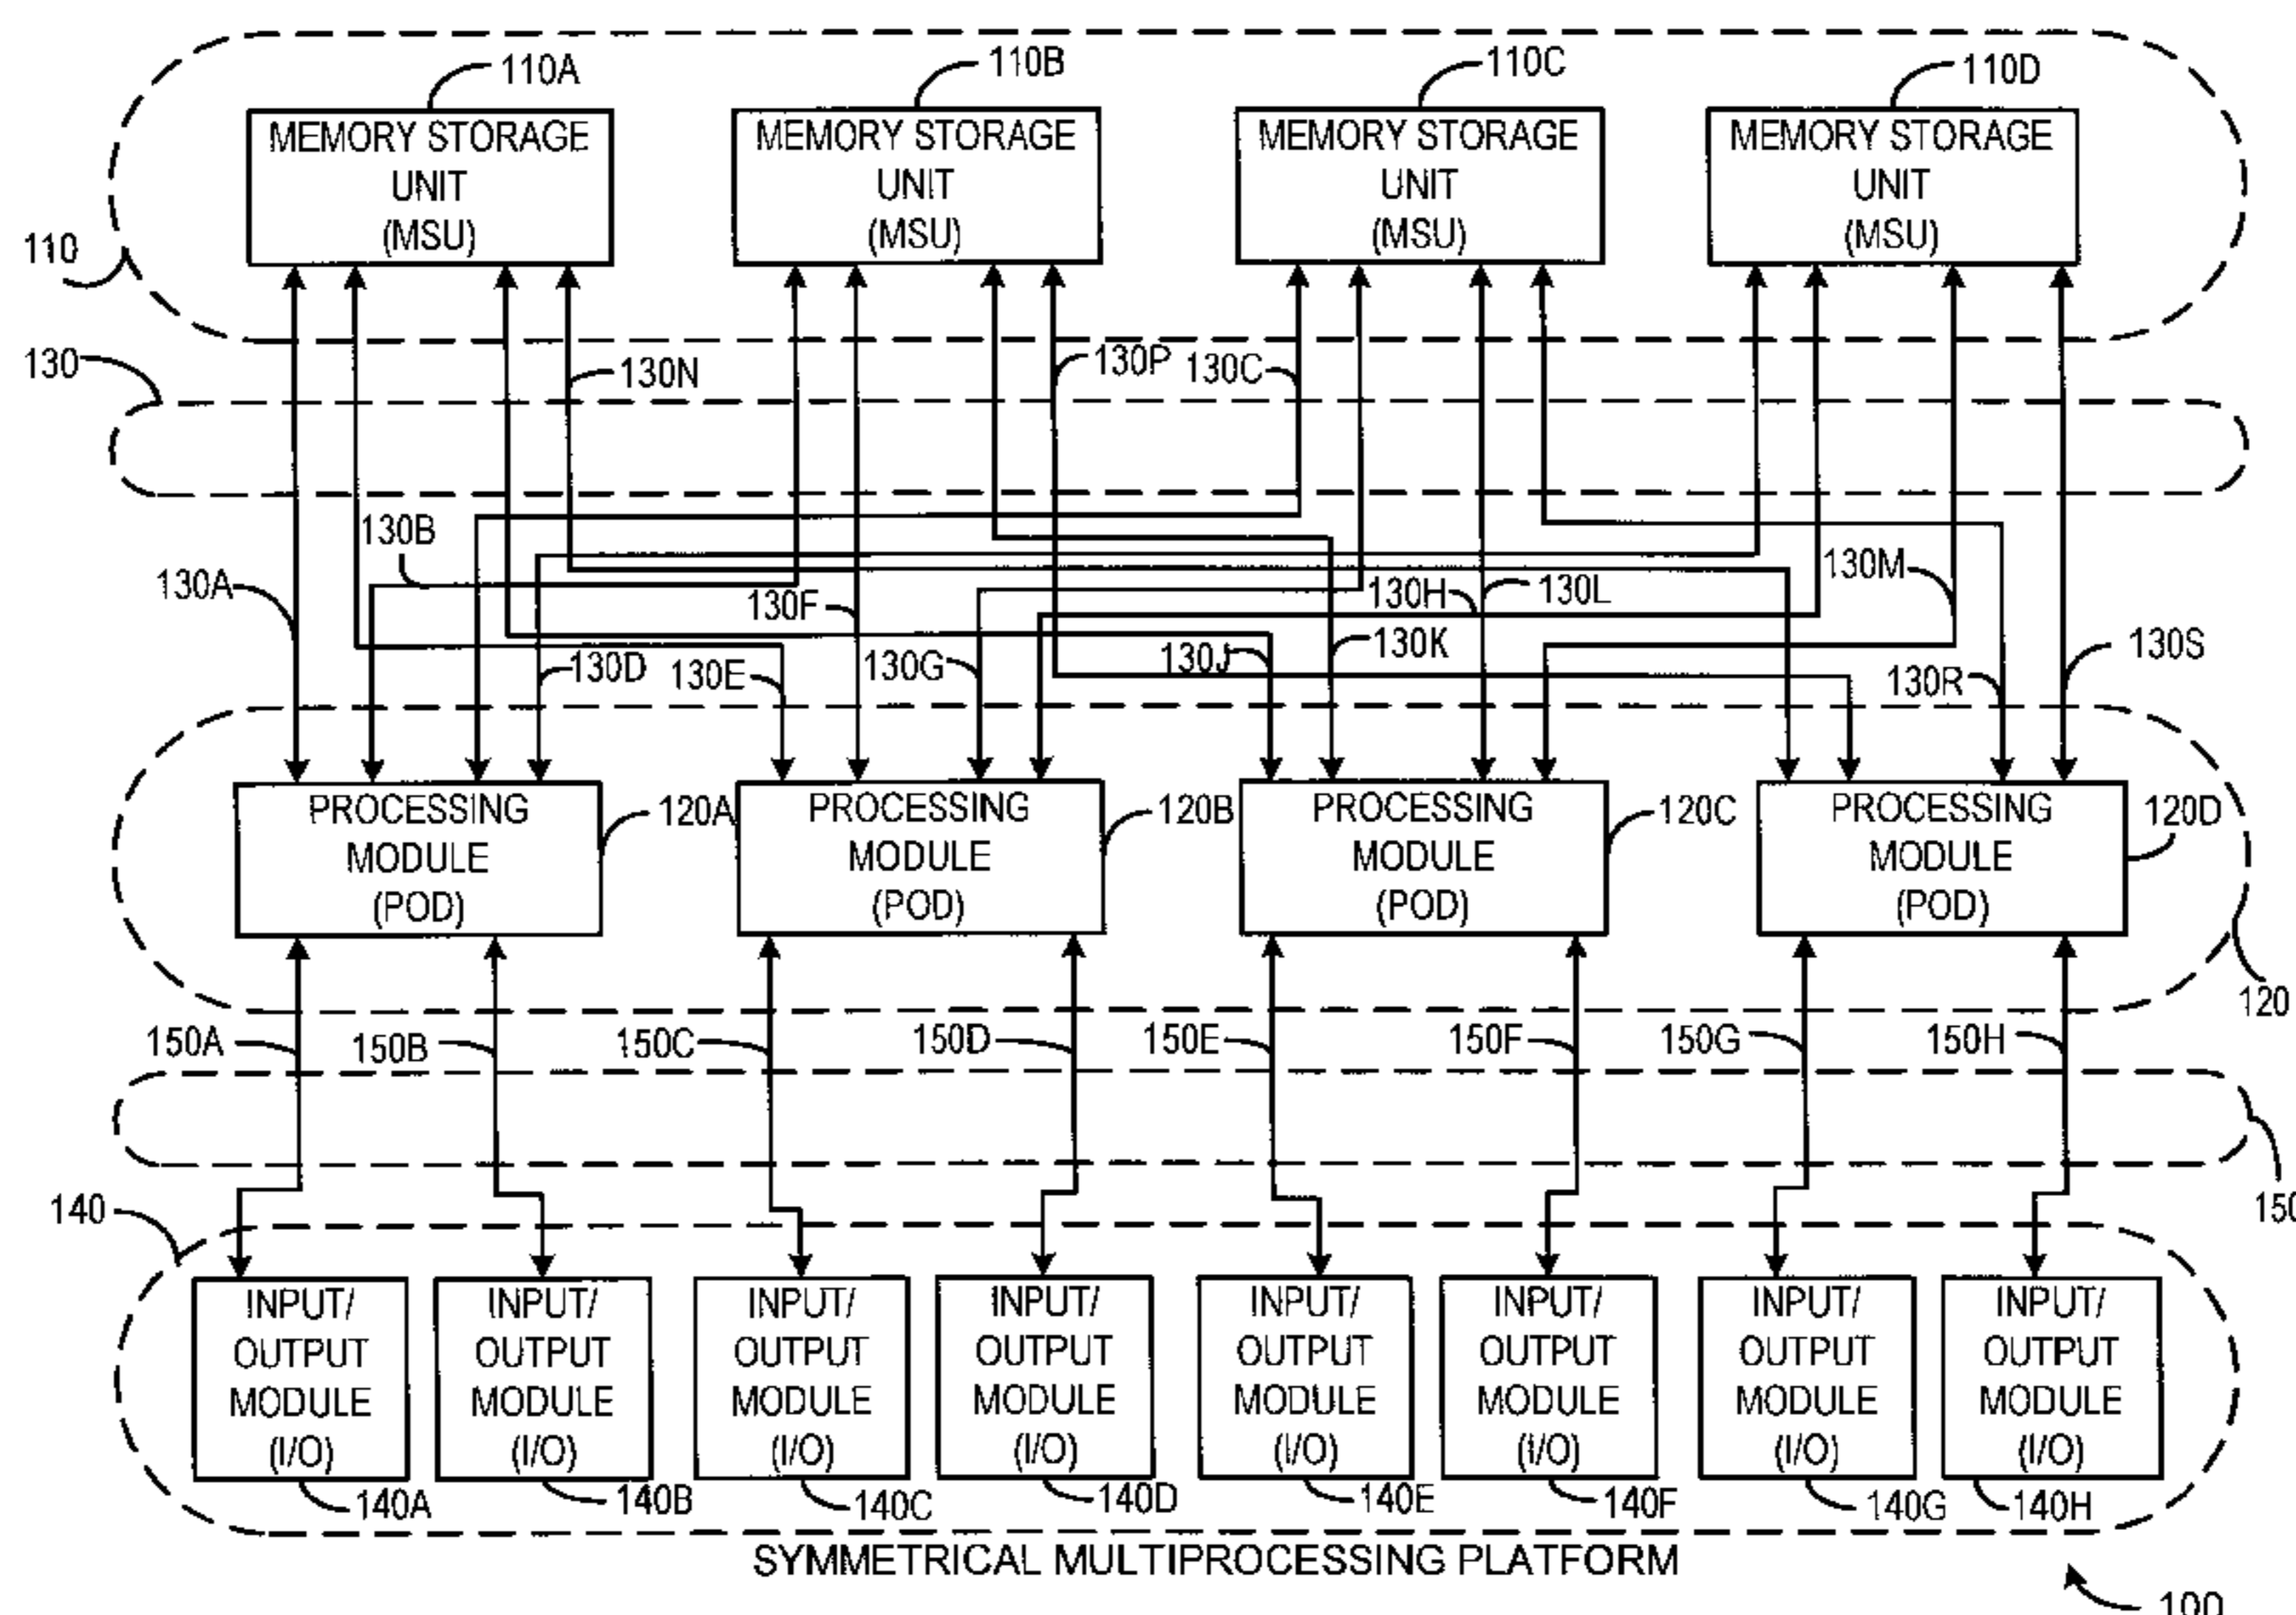 110A
110B
110C
110D
MEMORY STORAGE
UNIT
(MSU)
MEMORY STORAGE
UNIT
(MSU)
MEMORY STORAGE
UNIT
(MSU)
MEMORY STORAGE
UNIT
(MSU)
110
130
130N
130P
130C
130B
130A
130F
130H
130L
130M
130D
130E
130G
130J
130K
130R
130S
PROCESSING
MODULE
(POD)
120A
PROCESSING
MODULE
(POD)
120B
PROCESSING
MODULE
(POD)
120C
PROCESSING
MODULE
(POD)
120D
120
150A
150B
150C
150D
150E
150F
150G
150H
150
140
INPUT/
OUTPUT
MODULE
(I/O)
INPUT/
OUTPUT
MODULE
(I/O)
INPUT/
OUTPUT
MODULE
(I/O)
INPUT/
OUTPUT
MODULE
(I/O)
INPUT/
OUTPUT
MODULE
(I/O)
INPUT/
OUTPUT
MODULE
(I/O)
INPUT/
OUTPUT
MODULE
(I/O)
INPUT/
OUTPUT
MODULE
(I/O)
140A
140B
140C
140D
140E
140F
140G
140H
SYMMETRICAL MULTIPROCESSING PLATFORM
100